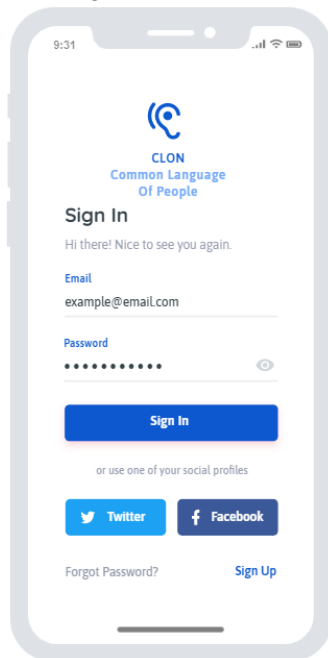 9:31
CLON
Common Language
Of People
Sign In
Hi there! Nice to see you again.
Email
example@email.com
Password
Sign In
or use one of your social profiles
Twitter
Facebook
Forgot Password?
Sign Up